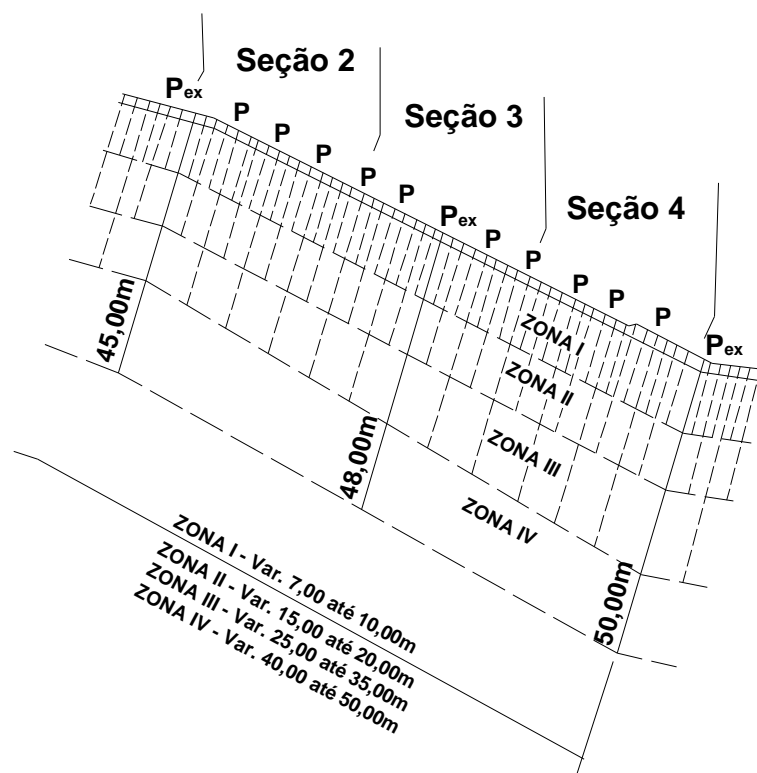 Seção 2
Seção 3
Seção 4
Pex
P
P
P
P
P
Pex
P
P
P
P
P
Pex
ZONA I
ZONA II
ZONA III
ZONA IV
45,00m
48,00m
50,00m
ZONA I - Var. 7,00 até 10,00m
ZONA II - Var. 15,00 até 20,00m
ZONA III - Var. 25,00 até 35,00m
ZONA IV - Var. 40,00 até 50,00m